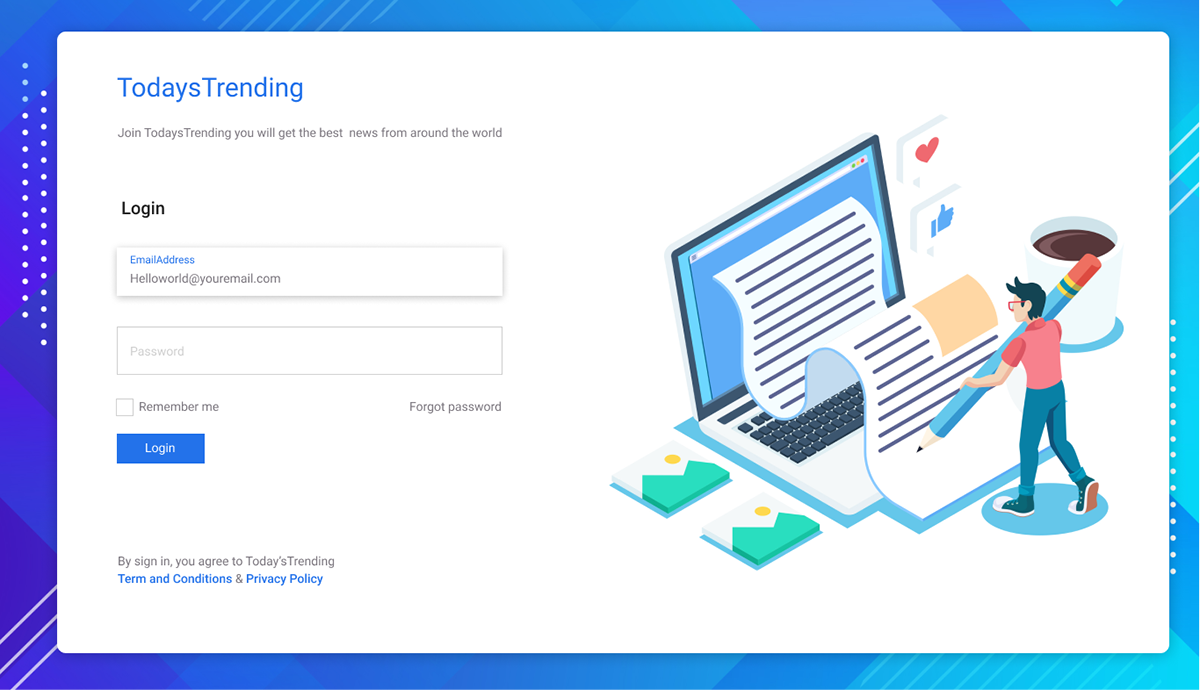 TodaysTrending
Join TodaysTrending you will get the best  news from around the world
Login
EmailAddress
Helloworld@youremail.com
Password
Remember me
Forgot password
Login
By sign in, you agree to Today'sTrending
Term and Conditions & Privacy Policy